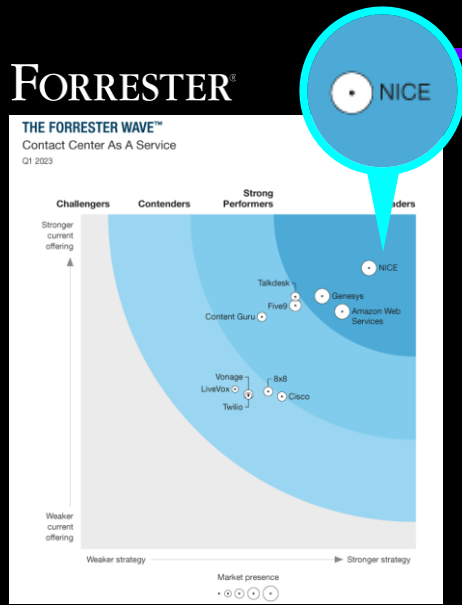 FORRESTER®
NICE
THE FORRESTER WAVE™
Contact Center As A Service
Q1 2023
Challengers
Contenders
Strong
Performers
aders
Stronger
current
offering
NICE
Talkdesk
Genesys
Five9
Amazon Web
Services
Content Guru
Vonage
8x8
LiveVox
Cisco
Twilio
Weaker
current
offering
Weaker strategy
Stronger strategy
Market presence